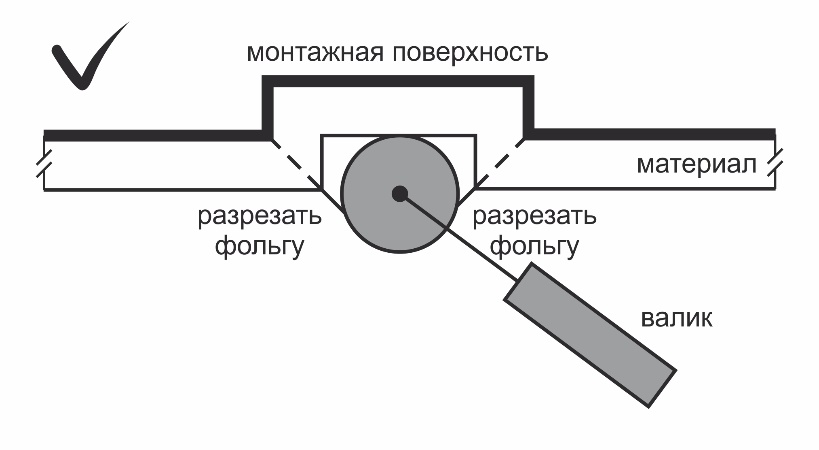 монтажная поверхность
материал
разрезать
фольгу
разрезать
фольгу
валик